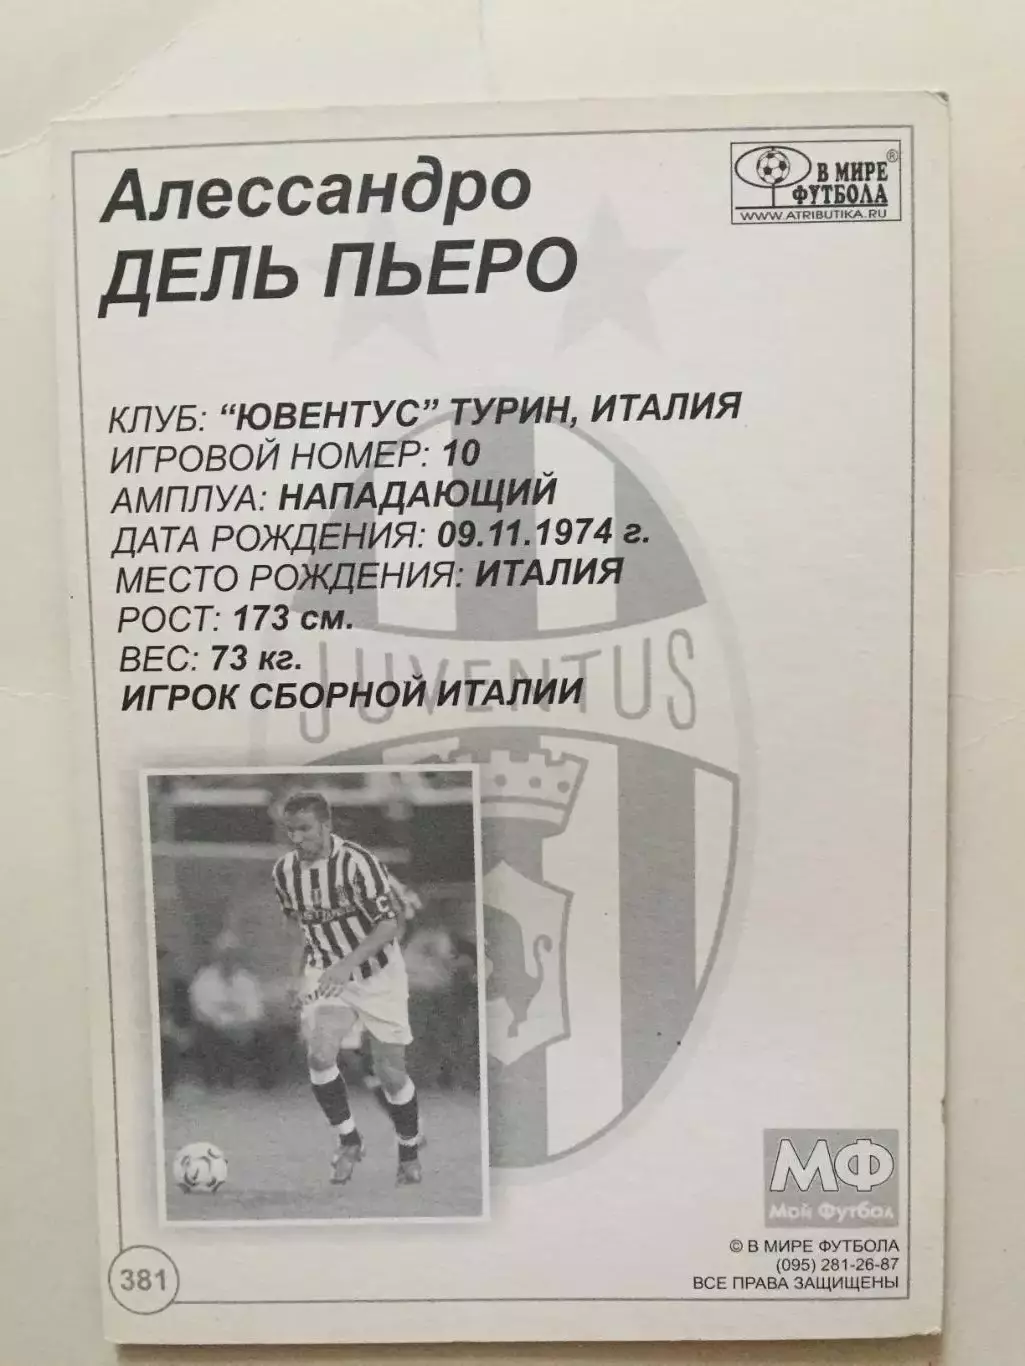 Алессандро
ДЕЛЬ ПЬЕРО
В МИРЕ ®
ФУТБОЛА
WWW.ATRIBUTIKA.RU
КЛУБ: “ЮВЕНТУС” ТУРИН, ИТАЛИЯ
ИГРОВОЙ НОМЕР: 10
АМПЛУА: НАПАДАЮЩИЙ
ДАТА РОЖДЕНИЯ: 09.11.1974 г.
МЕСТО РОЖДЕНИЯ: ИТАЛИЯ
РОСТ: 173 см.
ВЕС: 73 кг.
ИГРОК СБОРНОЙ ИТАЛИИ
JUVENTUS
МФ
Мой Футбол
© В МИРЕ ФУТБОЛА
(095) 281-26-87
ВСЕ ПРАВА ЗАЩИЩЕНЫ
381